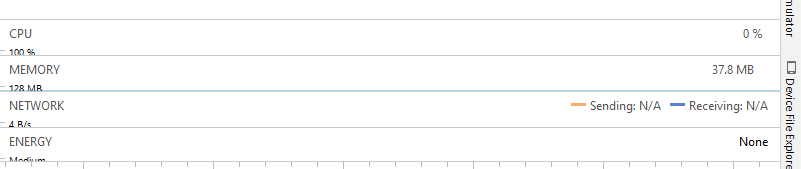 CPU 0 %
100 %
MEMORY 37.8 MB
128 MB
NETWORK Sending: N/A Receiving: N/A
4 B/s
ENERGY None
Medium
mulator
Device File Explore